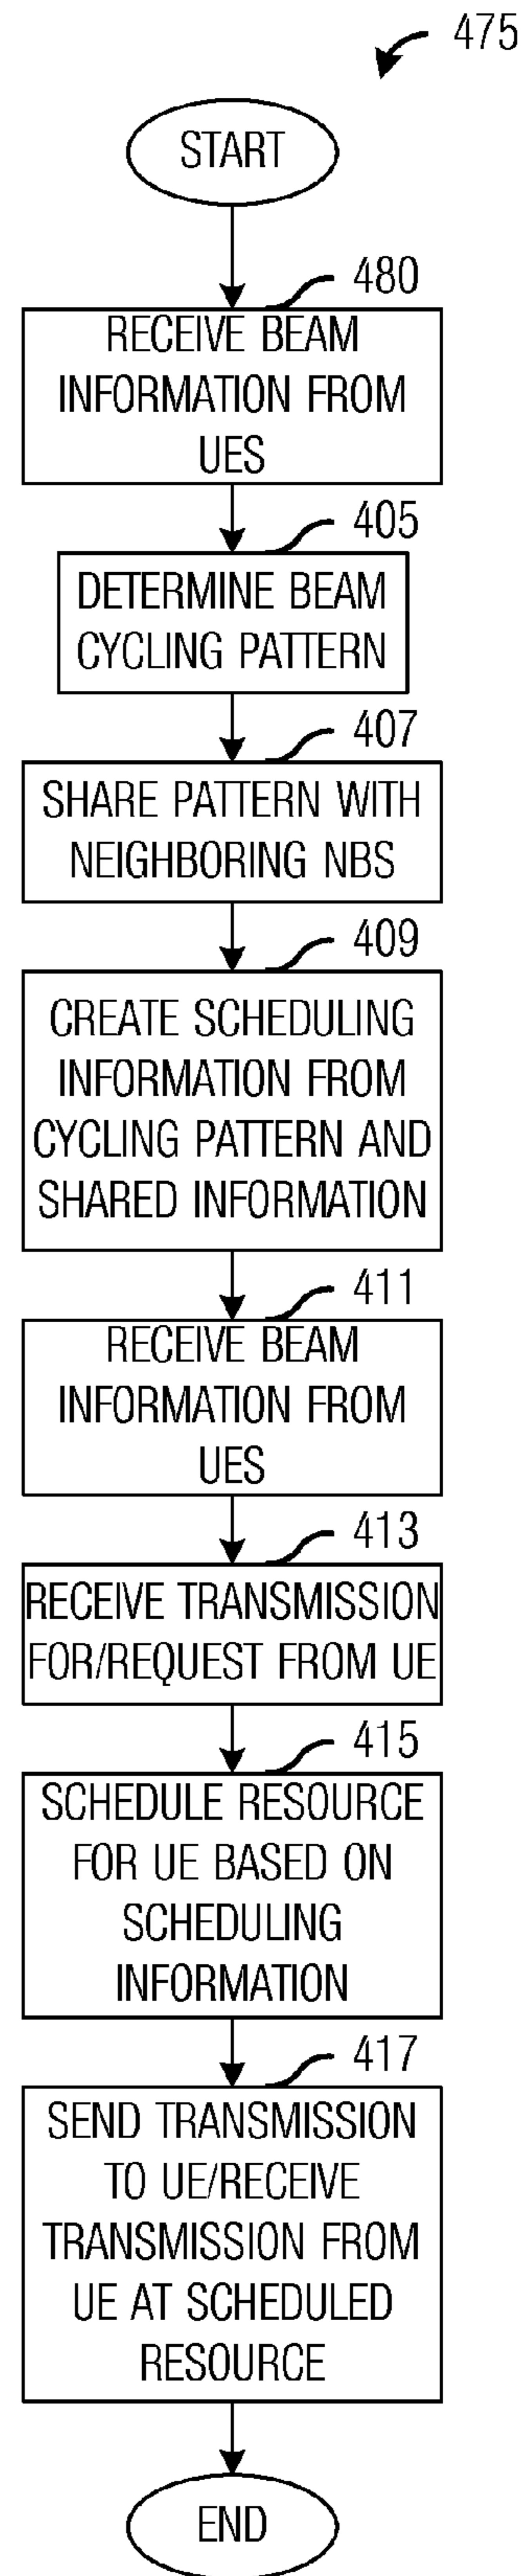 475
START
480
RECEIVE BEAM
INFORMATION FROM
UES
405
DETERMINE BEAM
CYCLING PATTERN
407
SHARE PATTERN WITH
NEIGHBORING NBS
409
CREATE SCHEDULING
INFORMATION FROM
CYCLING PATTERN AND
SHARED INFORMATION
411
RECEIVE BEAM
INFORMATION FROM
UES
413
RECEIVE TRANSMISSION
FOR/REQUEST FROM UE
415
SCHEDULE RESOURCE
FOR UE BASED ON
SCHEDULING
INFORMATION
417
SEND TRANSMISSION
TO UE/RECEIVE
TRANSMISSION FROM
UE AT SCHEDULED
RESOURCE
END